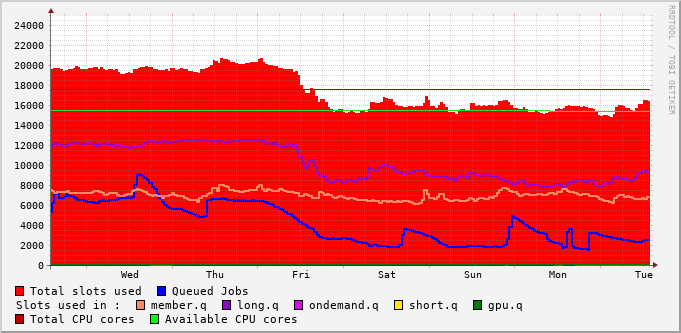 RRDTOOL / TOBI OETIKER
24000
22000
20000
18000
16000
14000
12000
10000
8000
6000
4000
2000
0
Wed Thu Fri Sat Sun Mon Tue
Total slots used Queued Jobs
Slots used in : member.q long.q ondemand.q short.q gpu.q
Total CPU cores Available CPU cores